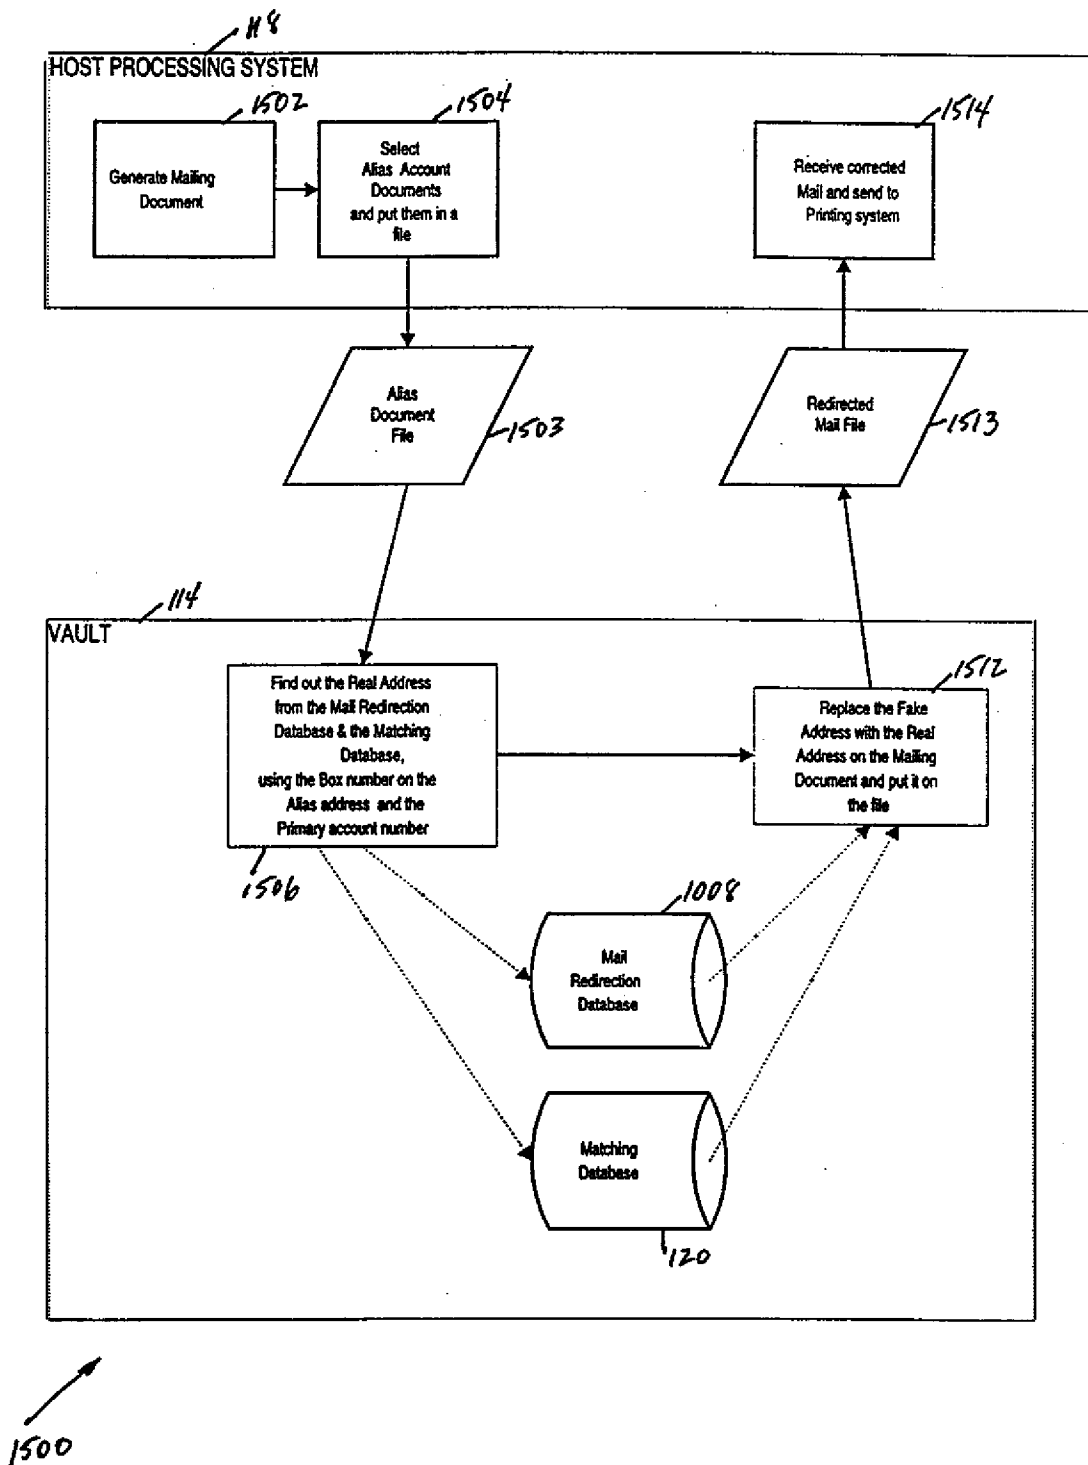 118
HOST PROCESSING SYSTEM
1502
Generate Mailing
Document
1504
Select
Alias Account
Documents
and put them in a
file
1514
Receive corrected
Mail and send to
Printing system
Alias
Document
File
1503
Redirected
Mail File
1513
114
VAULT
Find out the Real Address
from the Mail Redirection
Database & the Matching
Database,
using the Box number on the
Alias address and the
Primary account number
1506
1512
Replace the Fake
Address with the Real
Address on the Mailing
Document and put it on
the file
1008
Mail
Redirection
Database
Matching
Database
120
1500